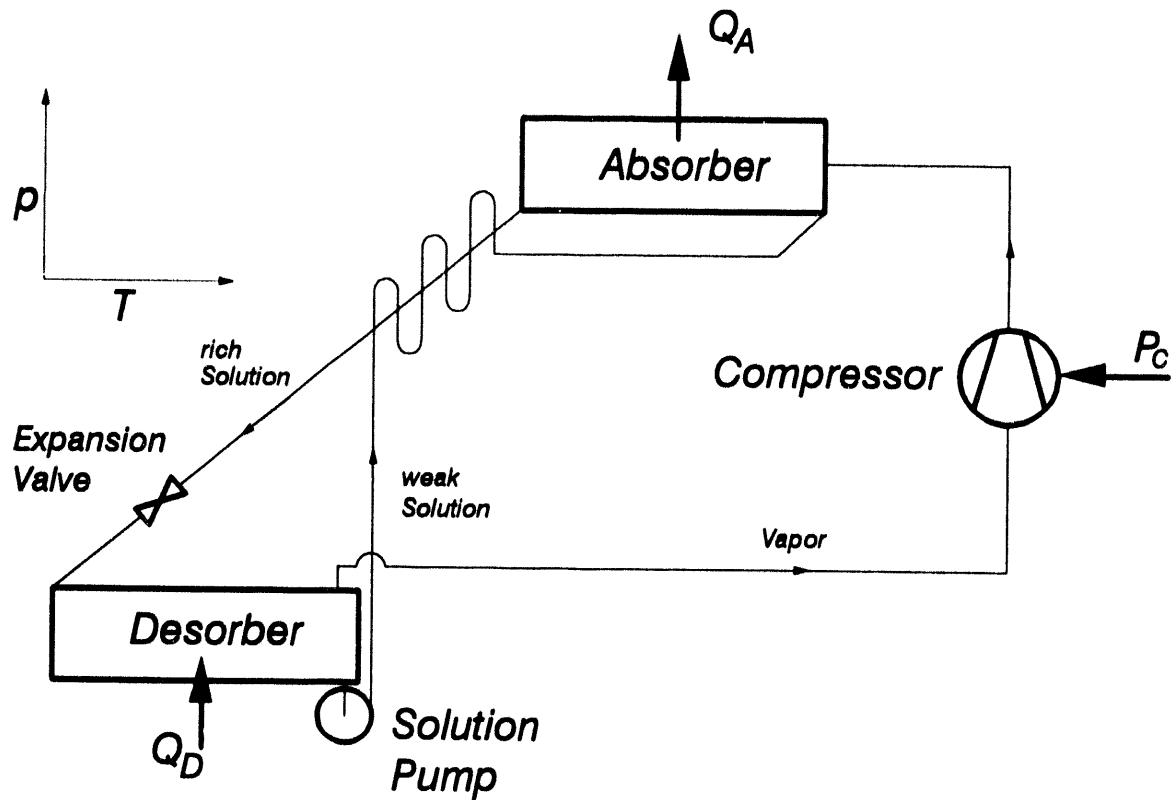 Q_A
Absorber
p
T
rich
Solution
Compressor
P_C
Expansion
Valve
weak
Solution
Vapor
Desorber
Q_D
Solution
Pump